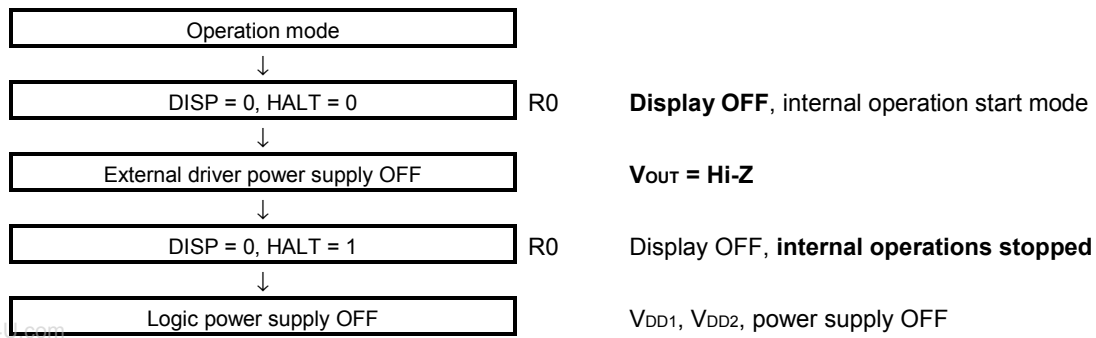 Operation mode
↓
DISP = 0, HALT = 0 R0 Display OFF, internal operation start mode
↓
External driver power supply OFF VOUT = Hi-Z
↓
DISP = 0, HALT = 1 R0 Display OFF, internal operations stopped
↓
Logic power supply OFF VDD1, VDD2, power supply OFF
U.com